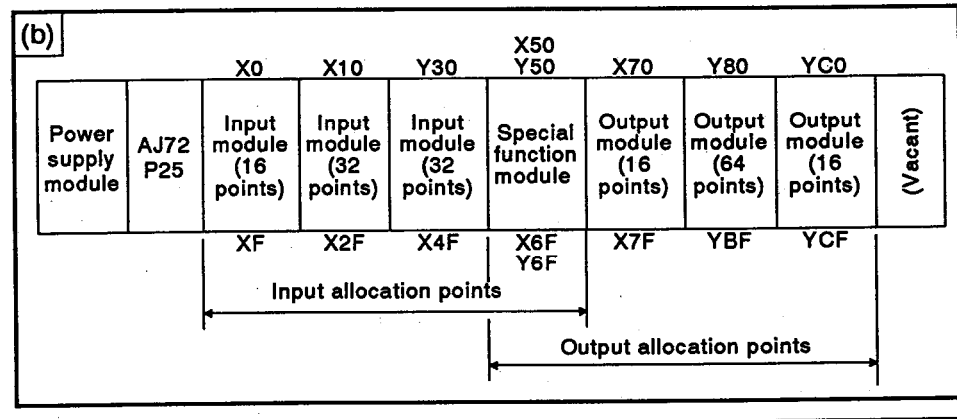 (b)
X50
X0 X10 Y30 Y50 X70 Y80 YC0
Power supply module
AJ72 P25
Input module (16 points)
Input module (32 points)
Input module (32 points)
Special function module
Output module (16 points)
Output module (64 points)
Output module (16 points)
(Vacant)
XF X2F X4F X6F X7F YBF YCF
Y6F
Input allocation points
Output allocation points